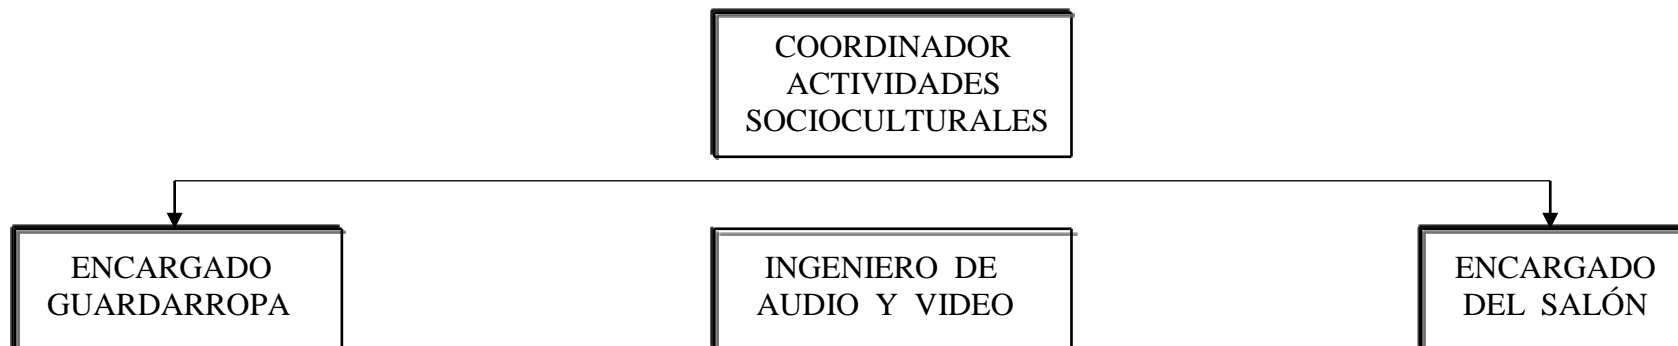 COORDINADOR
ACTIVIDADES
SOCIOCULTURALES
ENCARGADO
GUARDARROPA
INGENIERO DE
AUDIO Y VIDEO
ENCARGADO
DEL SALÓN